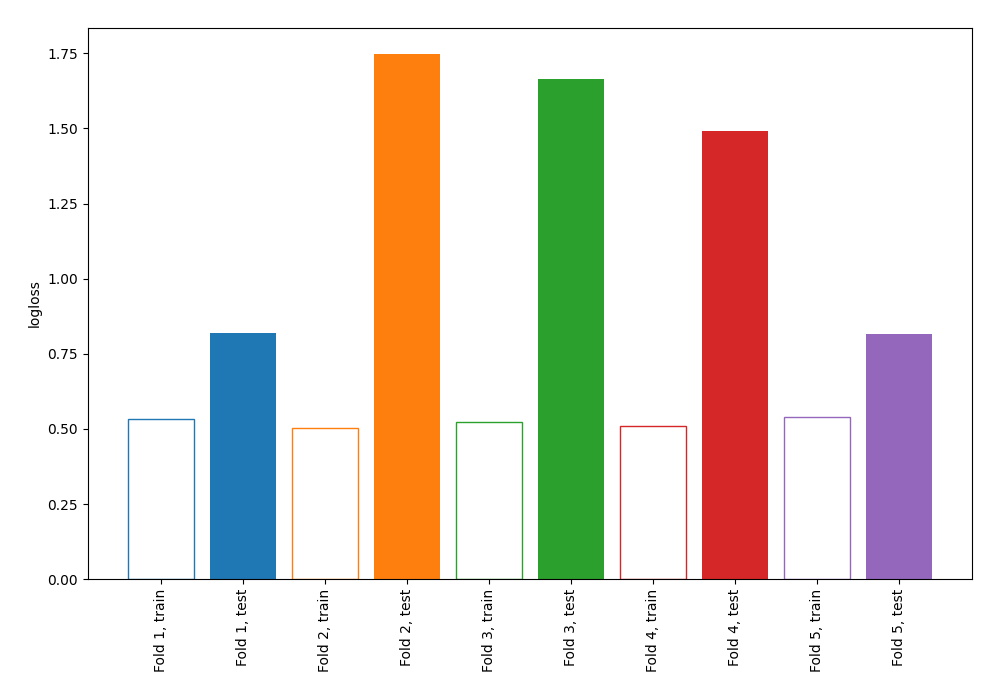 1.75
1.50
1.25
1.00
0.75
0.50
0.25
0.00
logloss
Fold 1, train
Fold 1, test
Fold 2, train
Fold 2, test
Fold 3, train
Fold 3, test
Fold 4, train
Fold 4, test
Fold 5, train
Fold 5, test